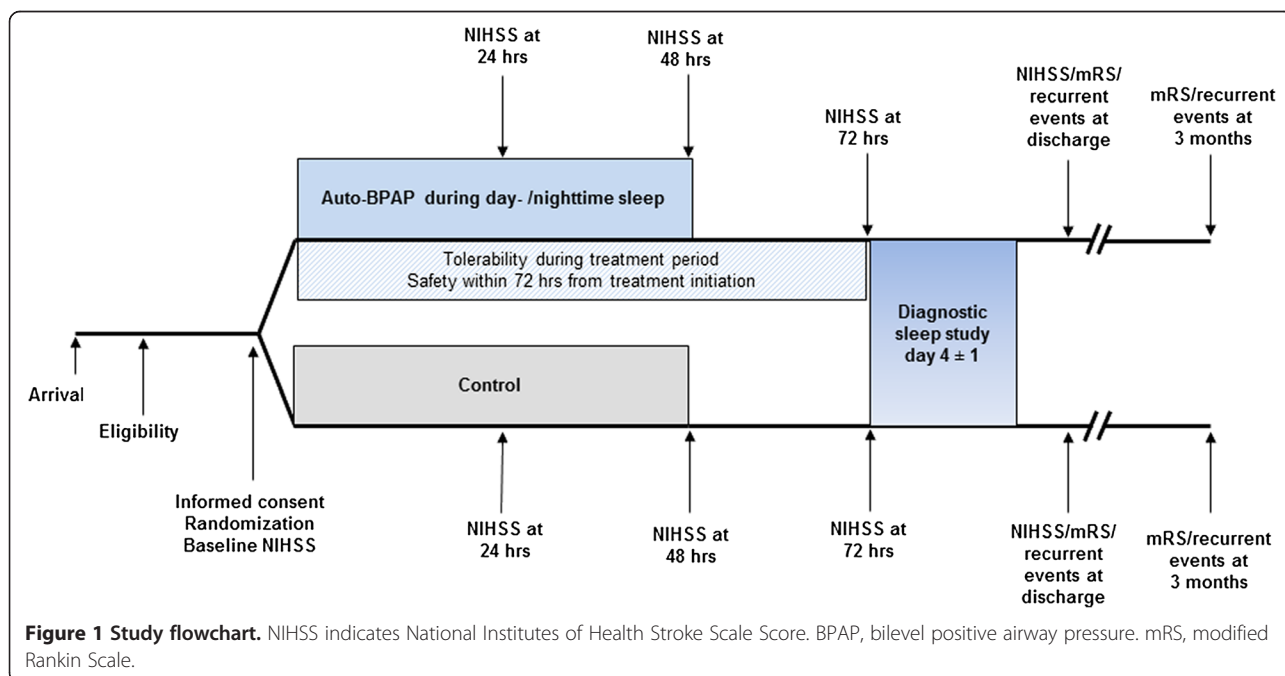 NIHSS at
24 hrs
NIHSS at
48 hrs
NIHSS at
72 hrs
NIHSS/mRS/
recurrent
events at
discharge
mRS/recurrent
events at
3 months
Auto-BPAP during day- /nighttime sleep
Tolerability during treatment period
Safety within 72 hrs from treatment initiation
Diagnostic
sleep study
day 4 ± 1
Control
Arrival
Eligibility
Informed consent
Randomization
Baseline NIHSS
NIHSS at
24 hrs
NIHSS at
48 hrs
NIHSS at
72 hrs
NIHSS/mRS/
recurrent
events at
discharge
mRS/recurrent
events at
3 months
Figure 1 Study flowchart. NIHSS indicates National Institutes of Health Stroke Scale Score. BPAP, bilevel positive airway pressure. mRS, modified
Rankin Scale.